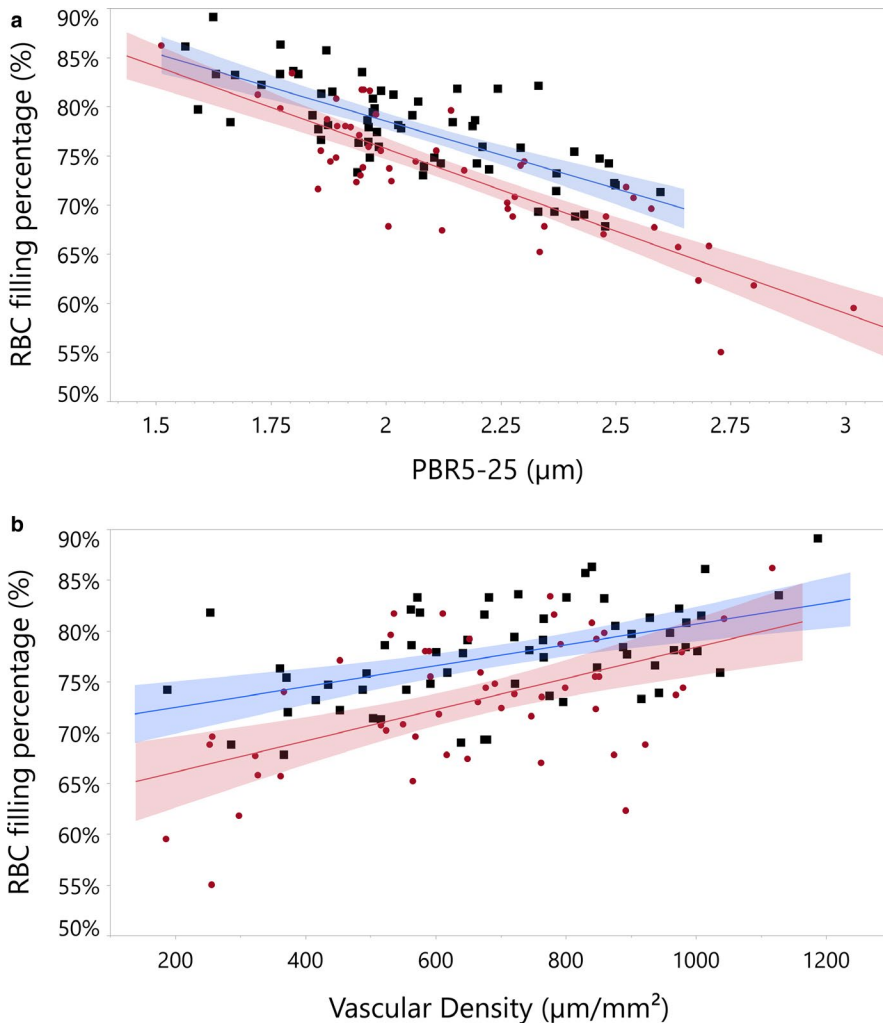 a
90%
85%
80%
75%
70%
65%
60%
55%
50%
RBC filling percentage (%)
1.5 1.75 2 2.25 2.5 2.75 3
PBR5-25 (µm)
b
90%
85%
80%
75%
70%
65%
60%
55%
50%
RBC filling percentage (%)
200 400 600 800 1000 1200
Vascular Density (µm/mm²)